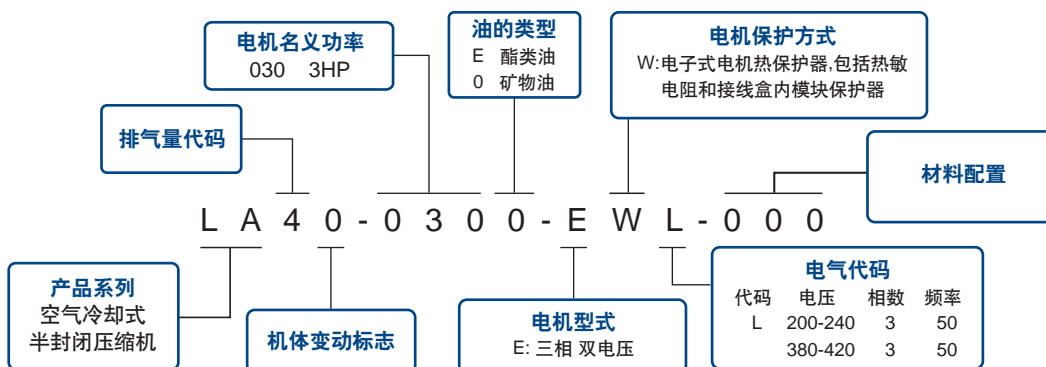 电机名义功率
030 3HP
油的类型
E 酯类油
0 矿物油
电机保护方式
W:电子式电机热保护器,包括热敏
电阻和接线盒内模块保护器
排气量代码
材料配置
L A 4 0 - 0 3 0 0 - E W L - 0 0 0
产品系列
空气冷却式
半封闭压缩机
机体变动标志
电机型式
E: 三相 双电压
电气代码
代码 电压 相数 频率
L 200-240 3 50
380-420 3 50